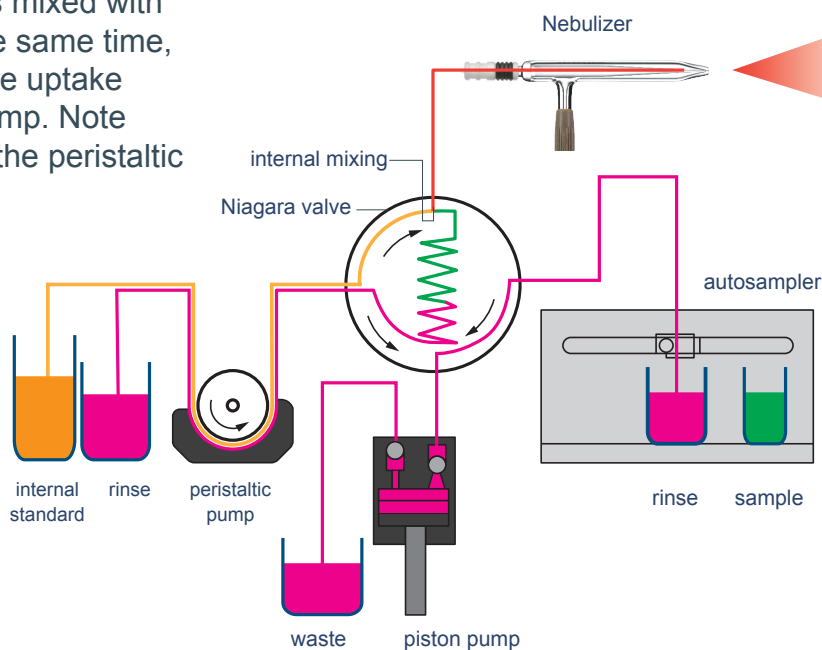 s mixed with
e same time,
e uptake
mp. Note
the peristaltic
Nebulizer
internal mixing
Niagara valve
autosampler
internal
standard
rinse
peristaltic
pump
rinse
sample
waste
piston pump